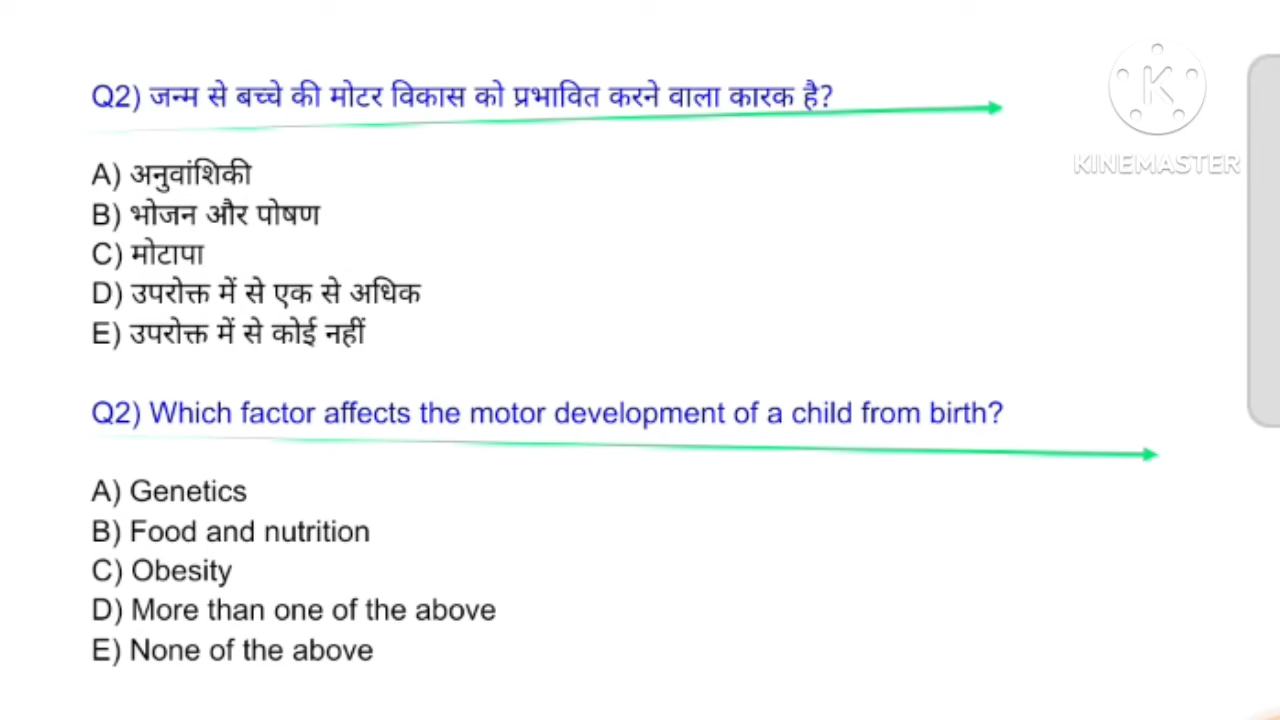 Q2) जन्म से बच्चे की मोटर विकास को प्रभावित करने वाला कारक है?
KINEMASTER
A) अनुवांशिकी
B) भोजन और पोषण
C) मोटापा
D) उपरोक्त में से एक से अधिक
E) उपरोक्त में से कोई नहीं
Q2) Which factor affects the motor development of a child from birth?
A) Genetics
B) Food and nutrition
C) Obesity
D) More than one of the above
E) None of the above